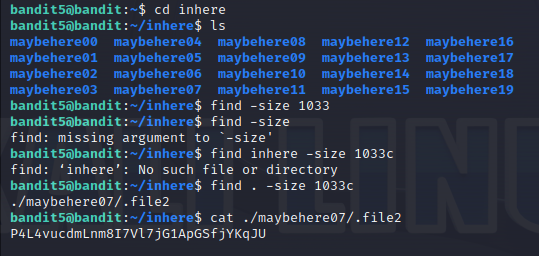 bandit5@bandit:~$ cd inhere
bandit5@bandit:~/inhere$ ls
maybehere00  maybehere04  maybehere08  maybehere12  maybehere16
maybehere01  maybehere05  maybehere09  maybehere13  maybehere17
maybehere02  maybehere06  maybehere10  maybehere14  maybehere18
maybehere03  maybehere07  maybehere11  maybehere15  maybehere19
bandit5@bandit:~/inhere$ find -size 1033
bandit5@bandit:~/inhere$ find -size
find: missing argument to `-size'
bandit5@bandit:~/inhere$ find inhere -size 1033c
find: ‘inhere’: No such file or directory
bandit5@bandit:~/inhere$ find . -size 1033c
./maybehere07/.file2
bandit5@bandit:~/inhere$ cat ./maybehere07/.file2
P4L4vucdmLnm8I7Vl7jG1ApGSfjYKqJU